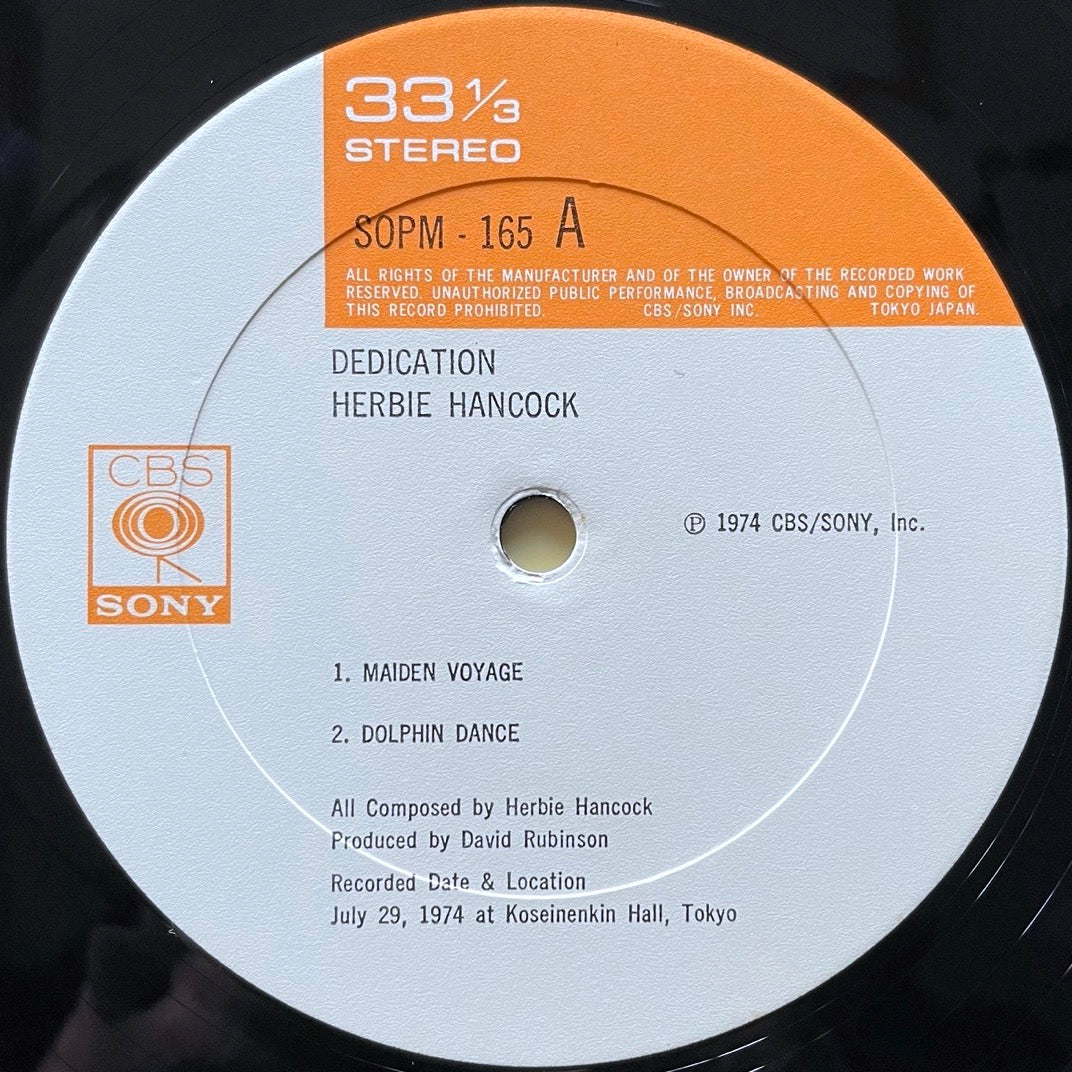 33 1/3
STEREO
SOPM - 165 A
ALL RIGHTS OF THE MANUFACTURER AND OF THE OWNER OF THE RECORDED WORK
RESERVED. UNAUTHORIZED PUBLIC PERFORMANCE, BROADCASTING AND COPYING OF
THIS RECORD PROHIBITED. CBS/SONY INC. TOKYO JAPAN.
DEDICATION
HERBIE HANCOCK
CBS
SONY
℗ 1974 CBS/SONY, Inc.
1. MAIDEN VOYAGE
2. DOLPHIN DANCE
All Composed by Herbie Hancock
Produced by David Rubinson
Recorded Date & Location
July 29, 1974 at Koseinenkin Hall, Tokyo